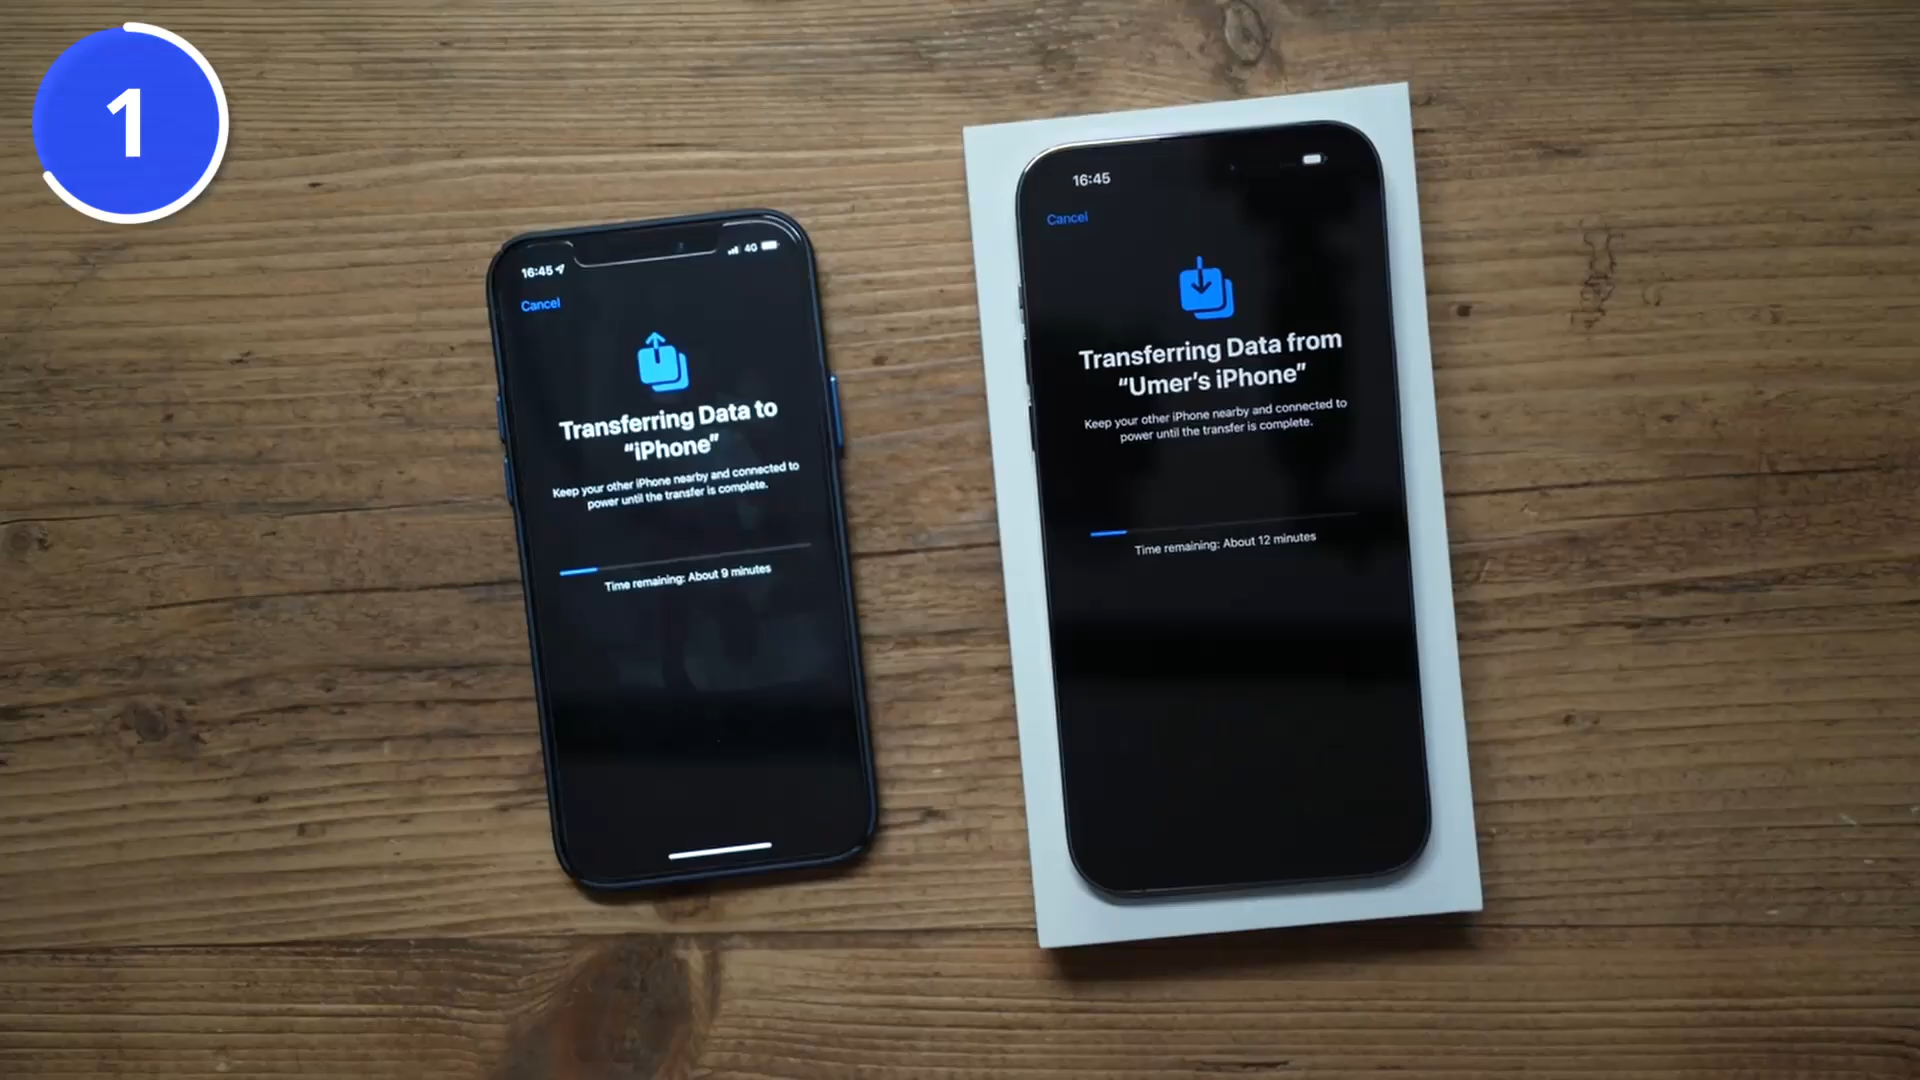 1
16:45
4G
Cancel
Transferring Data to
“iPhone”
Keep your other iPhone nearby and connected to
power until the transfer is complete.
Time remaining: About 9 minutes
16:45
Cancel
Transferring Data from
“Umer’s iPhone”
Keep your other iPhone nearby and connected to
power until the transfer is complete.
Time remaining: About 12 minutes